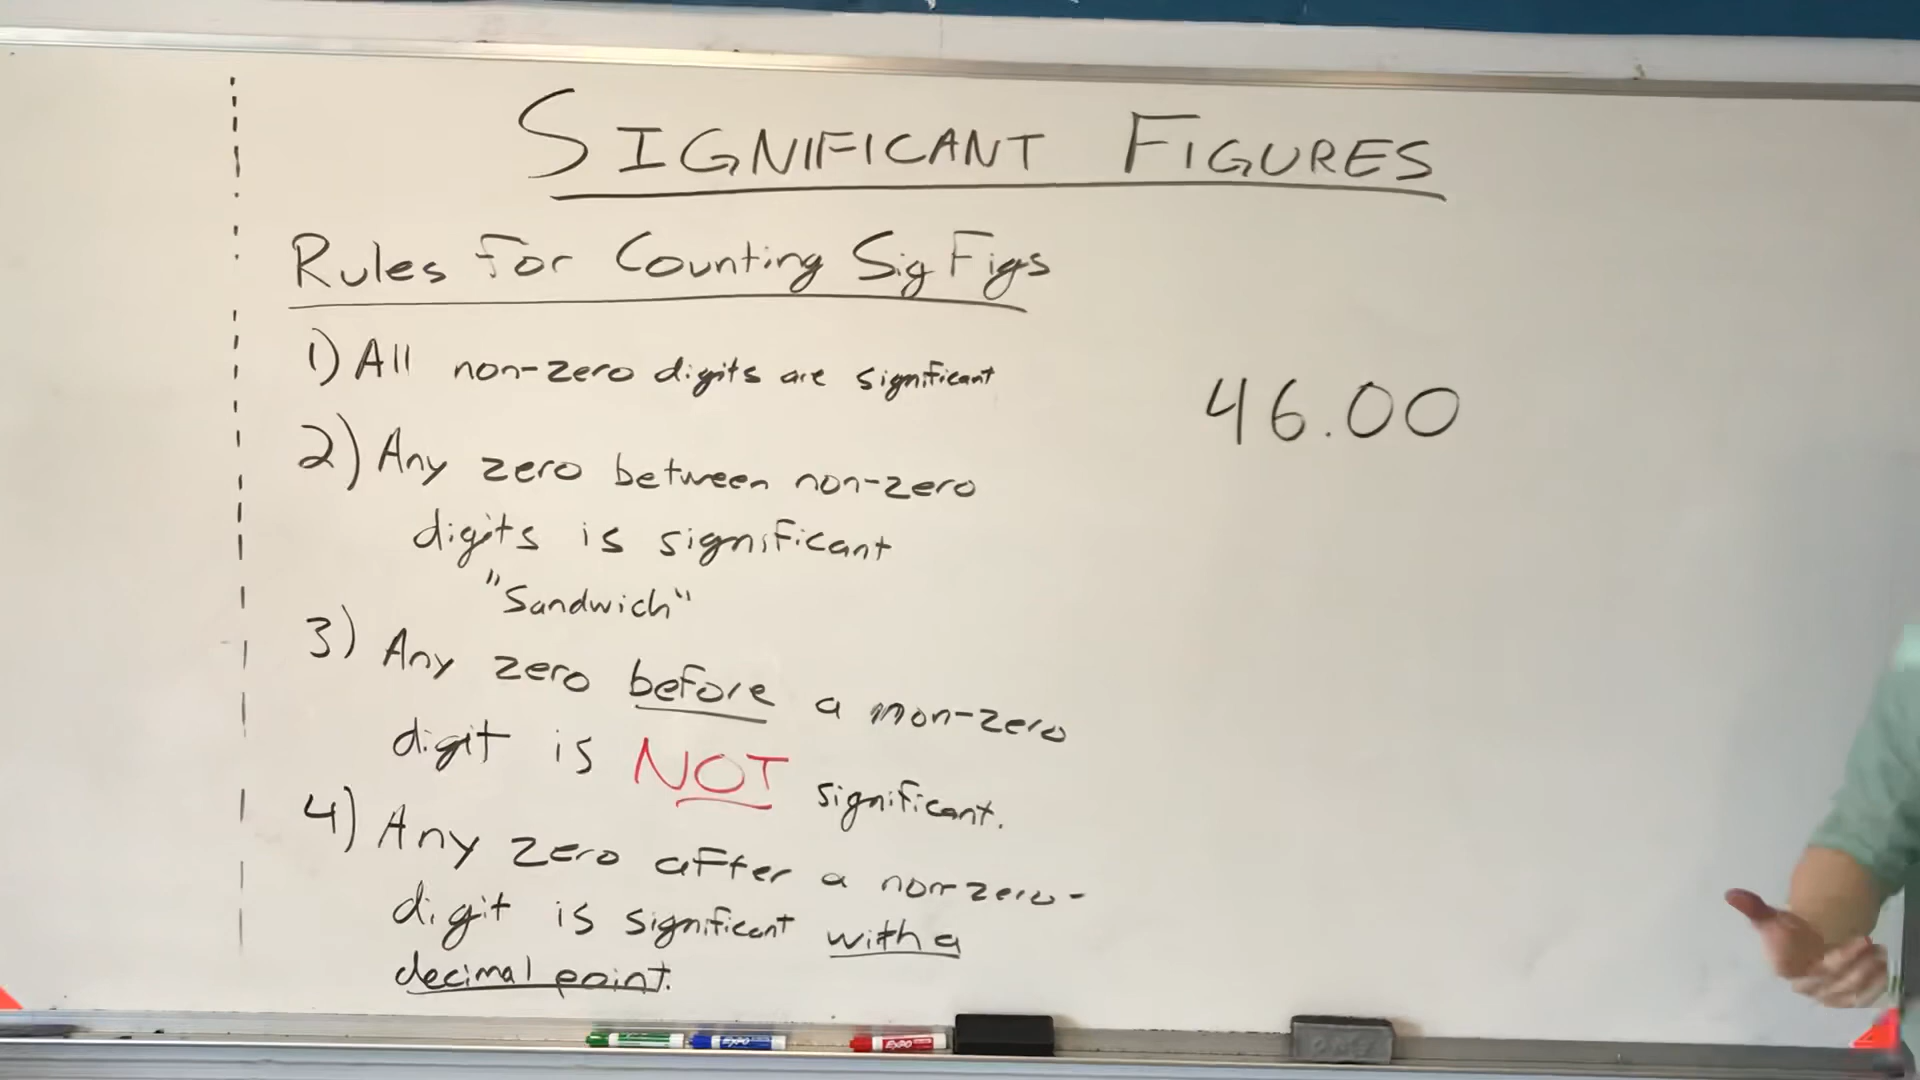 SIGNIFICANT FIGURES
Rules for Counting Sig Figs
1) All non-zero digits are significant
46.00
2) Any zero between non-zero
digits is significant
"Sandwich"
3) Any zero before a non-zero
digit is NOT significant.
4) Any zero after a non zero-
digit is significant with a
decimal point.
EXPO
EXPO